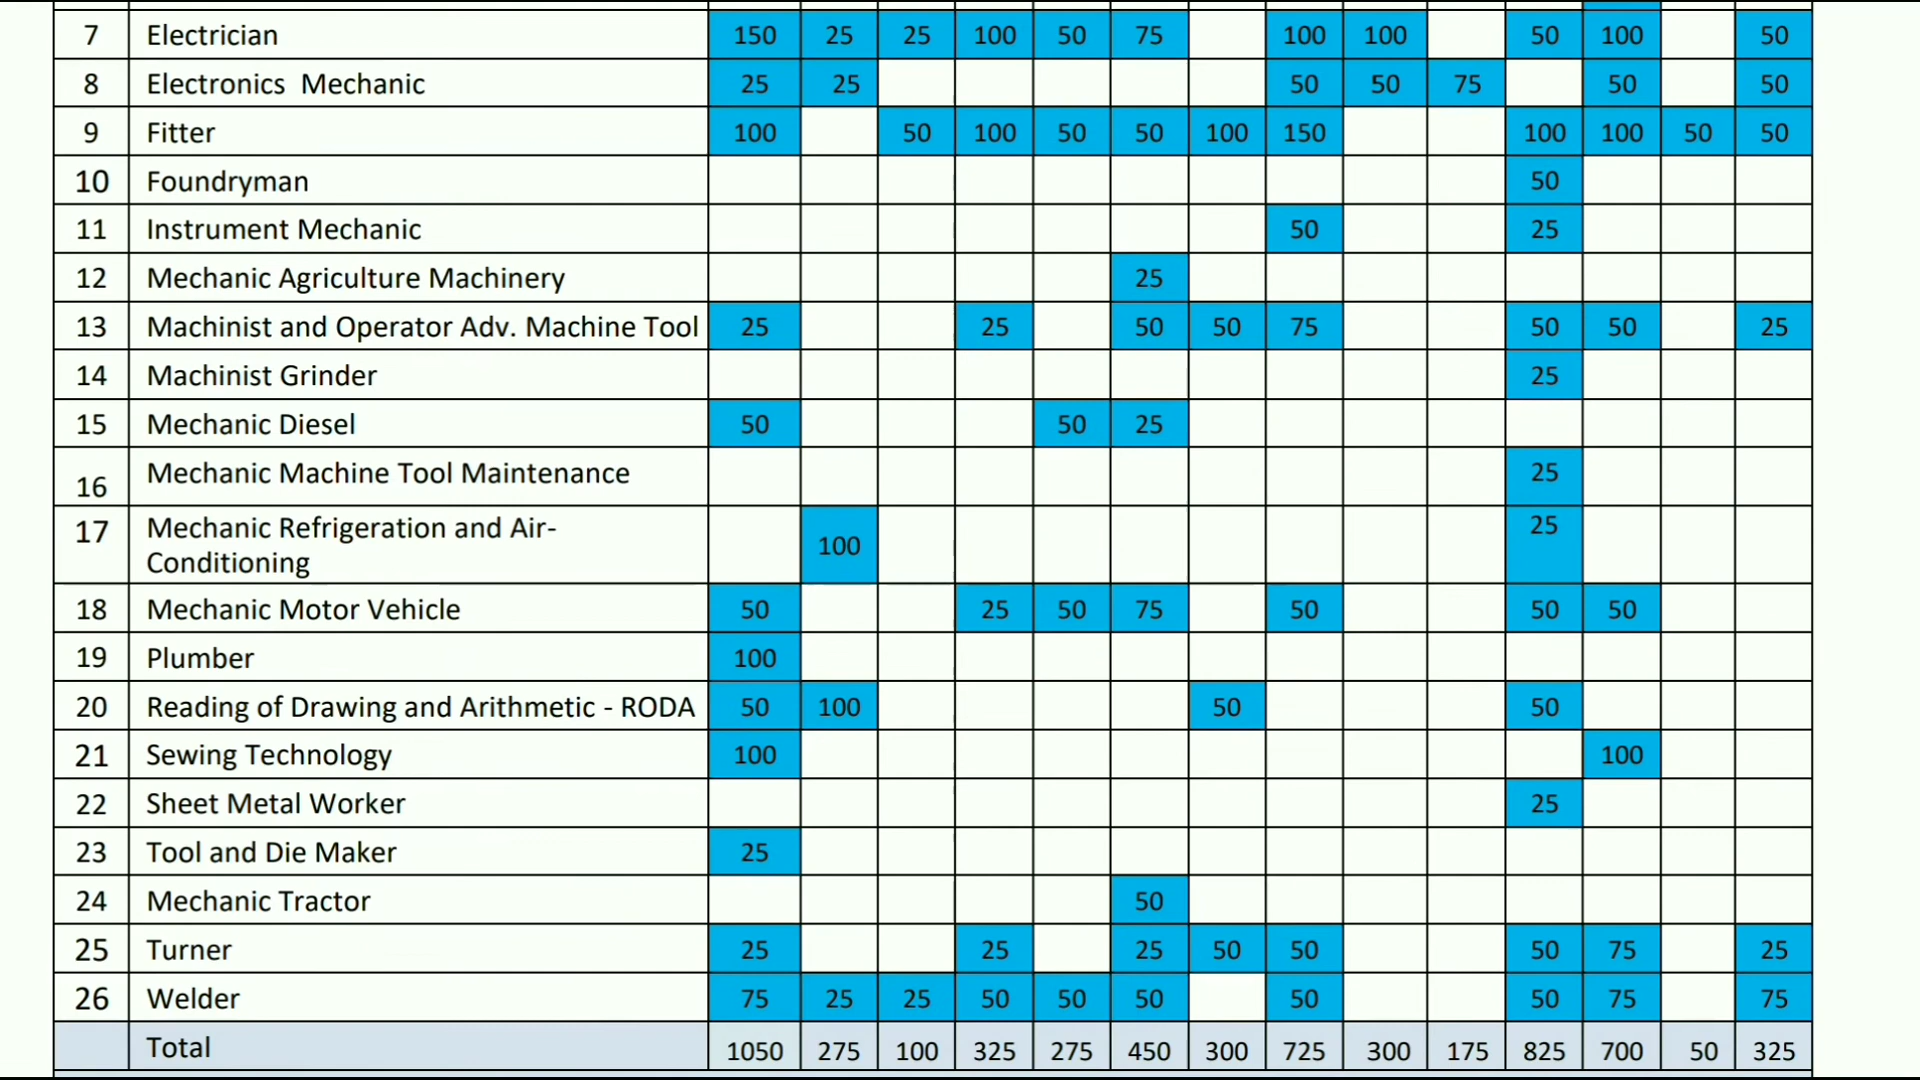 7 Electrician 150 25 25 100 50 75 100 100 50 100 50
8 Electronics Mechanic 25 25 50 50 75 50 50
9 Fitter 100 50 100 50 50 100 150 100 100 50 50
10 Foundryman 50
11 Instrument Mechanic 50 25
12 Mechanic Agriculture Machinery 25
13 Machinist and Operator Adv. Machine Tool 25 25 50 50 75 50 50 25
14 Machinist Grinder 25
15 Mechanic Diesel 50 50 25
16 Mechanic Machine Tool Maintenance 25
17 Mechanic Refrigeration and Air-
Conditioning 100 25
18 Mechanic Motor Vehicle 50 25 50 75 50 50 50
19 Plumber 100
20 Reading of Drawing and Arithmetic - RODA 50 100 50 50
21 Sewing Technology 100 100
22 Sheet Metal Worker 25
23 Tool and Die Maker 25
24 Mechanic Tractor 50
25 Turner 25 25 25 50 50 50 75 25
26 Welder 75 25 25 50 50 50 50 50 75 75
Total 1050 275 100 325 275 450 300 725 300 175 825 700 50 325